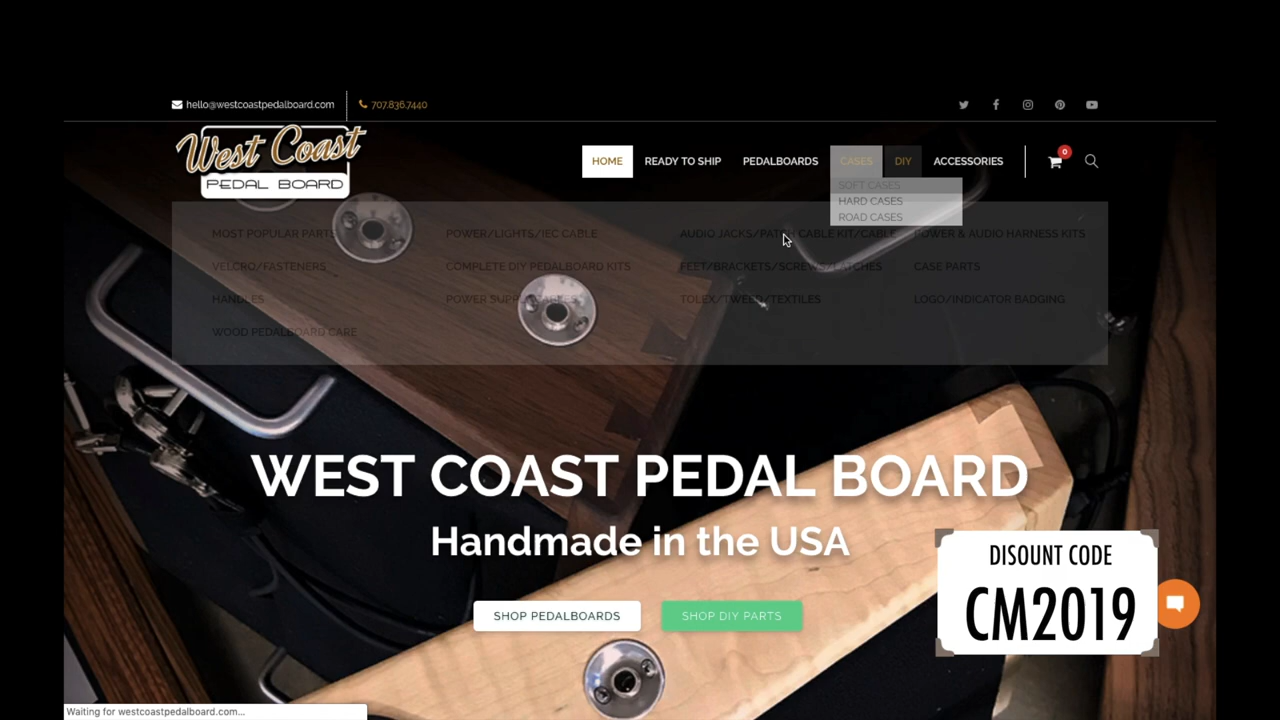 hello@westcoastpedalboard.com 707.836.7440
West Coast
PEDAL BOARD
HOME READY TO SHIP PEDALBOARDS CASES DIY ACCESSORIES 0
SOFT CASES
HARD CASES
ROAD CASES
MOST POPULAR PARTS POWER/LIGHTS/IEC CABLE AUDIO JACKS/PATCH CABLE KIT/CABLE POWER & AUDIO HARNESS KITS
VELCRO/FASTENERS COMPLETE DIY PEDALBOARD KITS FEET/BRACKETS/SCREWS/LATCHES CASE PARTS
HANDLES POWER SUPPLY TOLEX/TWEED/TEXTILES LOGO/INDICATOR BADGING
WOOD PEDALBOARD CARE
WEST COAST PEDAL BOARD
Handmade in the USA
SHOP PEDALBOARDS SHOP DIY PARTS
DISOUNT CODE
CM2019
Waiting for westcoastpedalboard.com...